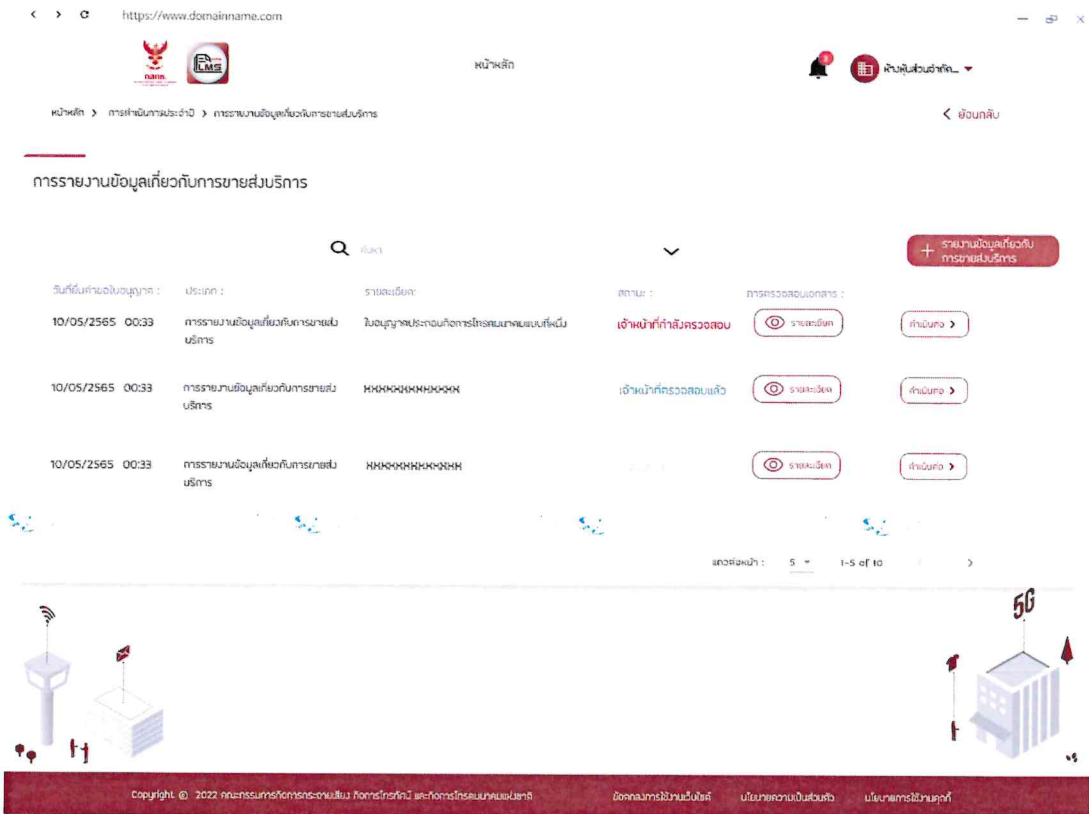 https://www.domainname.com
กสทช.
LMS
หน้าหลัก
ห้างหุ้นส่วนจำกัด...
หน้าหลัก > การดำเนินการประจำปี > การรายงานข้อมูลเกี่ยวกับการขายส่งบริการ
ย้อนกลับ
การรายงานข้อมูลเกี่ยวกับการขายส่งบริการ
ค้นหา
+ รายงานข้อมูลเกี่ยวกับ
การขายส่งบริการ
วันที่ยื่นคำขอใบอนุญาต : ประเภท : รายละเอียด: สถานะ : การตรวจสอบเอกสาร :
10/05/2565 00:33 การรายงานข้อมูลเกี่ยวกับการขายส่ง ใบอนุญาตประกอบกิจการโทรคมนาคมแบบที่หนึ่ง เจ้าหน้าที่กำลังตรวจสอบ รายละเอียด ดำเนินต่อ >
บริการ
10/05/2565 00:33 การรายงานข้อมูลเกี่ยวกับการขายส่ง XXXXXXXXXXXXX เจ้าหน้าที่ตรวจสอบแล้ว รายละเอียด ดำเนินต่อ >
บริการ
10/05/2565 00:33 การรายงานข้อมูลเกี่ยวกับการขายส่ง XXXXXXXXXXXXX รายละเอียด ดำเนินต่อ >
บริการ
แถวต่อหน้า : 5 1-5 of 10
5G
Copyright © 2022 คณะกรรมการกิจการกระจายเสียง กิจการโทรทัศน์ และกิจการโทรคมนาคมแห่งชาติ ข้อตกลงการใช้งานเว็บไซต์ นโยบายความเป็นส่วนตัว นโยบายการใช้งานคุกกี้